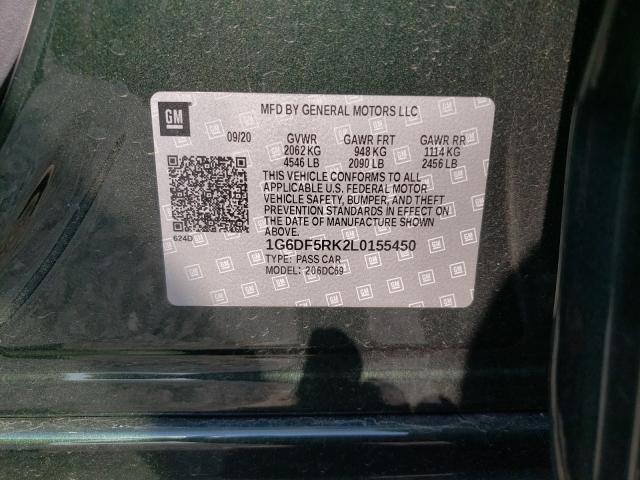 GM
MFD BY GENERAL MOTORS LLC
09/20 GVWR GAWR FRT GAWR RR
2062 KG 948 KG 1114 KG
4546 LB 2090 LB 2456 LB
THIS VEHICLE CONFORMS TO ALL
APPLICABLE U.S. FEDERAL MOTOR
VEHICLE SAFETY, BUMPER, AND THEFT
PREVENTION STANDARDS IN EFFECT ON
THE DATE OF MANUFACTURE SHOWN
ABOVE.
624D
1G6DF5RK2L0155450
TYPE: PASS CAR
MODEL: 206DC69